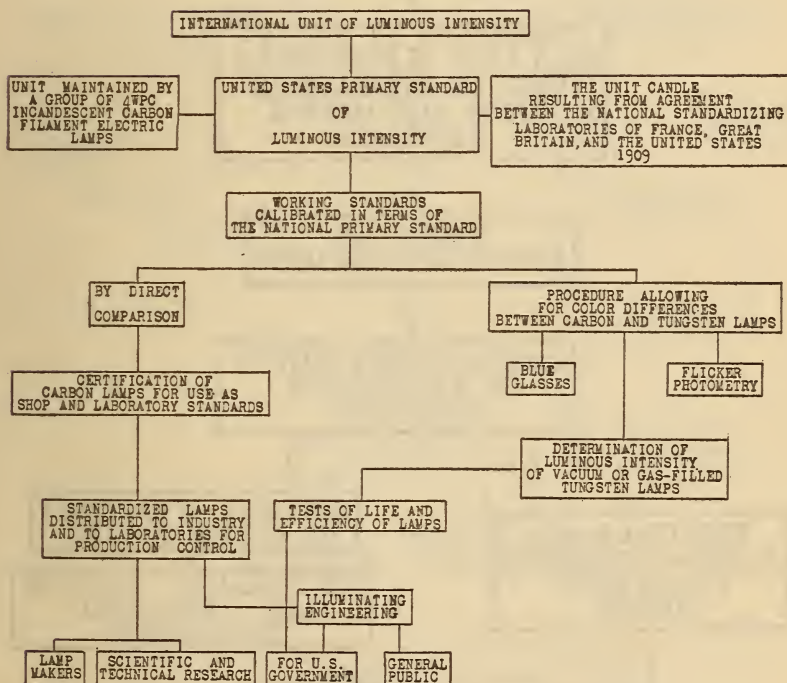 INTERNATIONAL UNIT OF LUMINOUS INTENSITY
UNIT MAINTAINED BY
A GROUP OF 4WPC
INCANDESCENT CARBON
FILAMENT ELECTRIC
LAMPS
UNITED STATES PRIMARY STANDARD
OF
LUMINOUS INTENSITY
THE UNIT CANDLE
RESULTING FROM AGREEMENT
BETWEEN THE NATIONAL STANDARDIZING
LABORATORIES OF FRANCE, GREAT
BRITAIN, AND THE UNITED STATES
1909
WORKING STANDARDS
CALIBRATED IN TERMS OF
THE NATIONAL PRIMARY STANDARD
BY DIRECT
COMPARISON
PROCEDURE ALLOWING
FOR COLOR DIFFERENCES
BETWEEN CARBON AND TUNGSTEN LAMPS
BLUE
GLASSES
FLICKER
PHOTOMETRY
CERTIFICATION OF
CARBON LAMPS FOR USE AS
SHOP AND LABORATORY STANDARDS
DETERMINATION OF
LUMINOUS INTENSITY
OF VACUUM OR GAS-FILLED
TUNGSTEN LAMPS
STANDARDIZED LAMPS
DISTRIBUTED TO INDUSTRY
AND TO LABORATORIES FOR
PRODUCTION CONTROL
TESTS OF LIFE AND
EFFICIENCY OF LAMPS
ILLUMINATING
ENGINEERING
LAMP
MAKERS
SCIENTIFIC AND
TECHNICAL RESEARCH
FOR U.S.
GOVERNMENT
GENERAL
PUBLIC